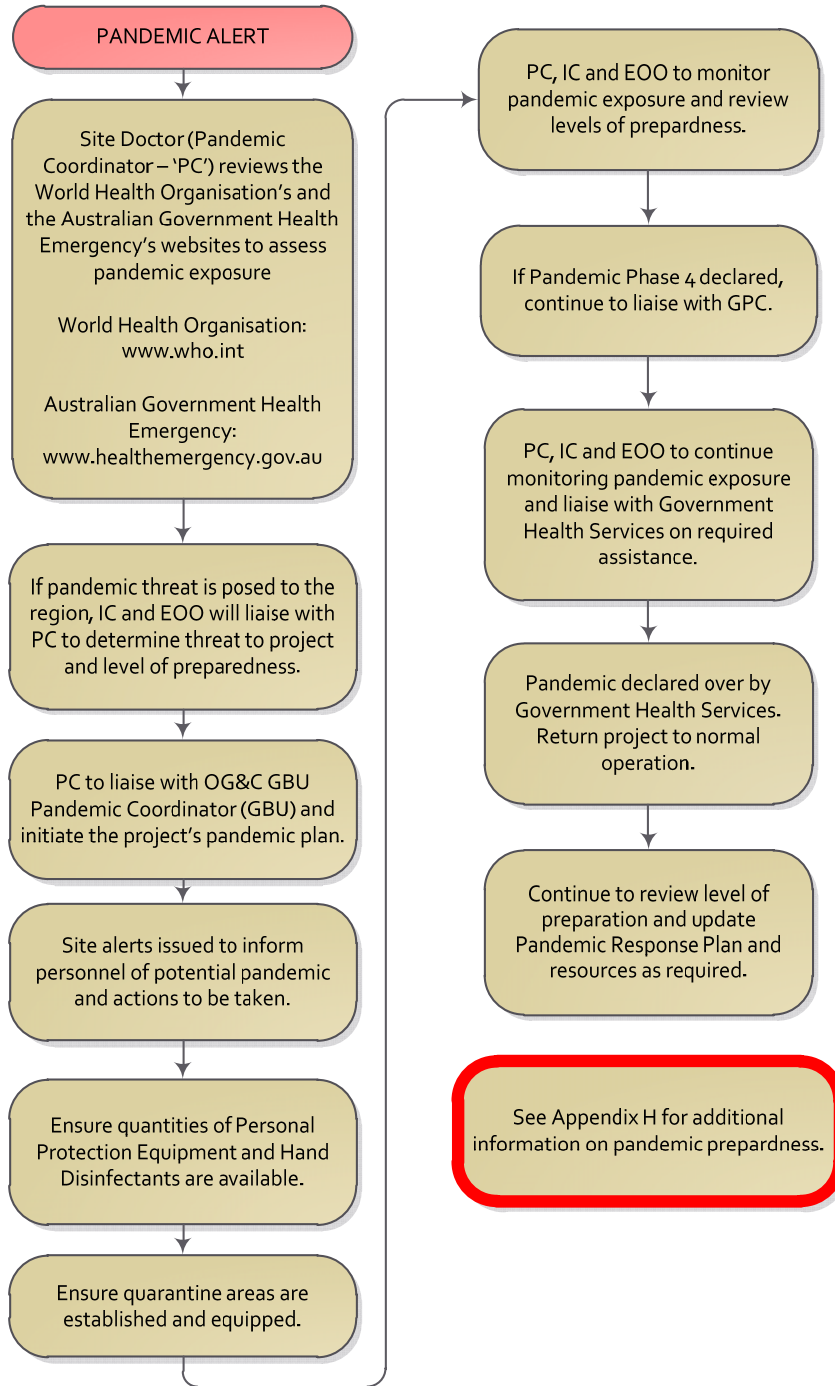 PANDEMIC ALERT
Site Doctor (Pandemic
Coordinator – ‘PC’) reviews the
World Health Organisation’s and
the Australian Government Health
Emergency’s websites to assess
pandemic exposure
World Health Organisation:
www.who.int
Australian Government Health
Emergency:
www.healthemergency.gov.au
If pandemic threat is posed to the
region, IC and EOO will liaise with
PC to determine threat to project
and level of preparedness.
PC to liaise with OG&C GBU
Pandemic Coordinator (GBU) and
initiate the project’s pandemic plan.
Site alerts issued to inform
personnel of potential pandemic
and actions to be taken.
Ensure quantities of Personal
Protection Equipment and Hand
Disinfectants are available.
Ensure quarantine areas are
established and equipped.
PC, IC and EOO to monitor
pandemic exposure and review
levels of prepardness.
If Pandemic Phase 4 declared,
continue to liaise with GPC.
PC, IC and EOO to continue
monitoring pandemic exposure
and liaise with Government
Health Services on required
assistance.
Pandemic declared over by
Government Health Services.
Return project to normal
operation.
Continue to review level of
preparation and update
Pandemic Response Plan and
resources as required.
See Appendix H for additional
information on pandemic prepardness.